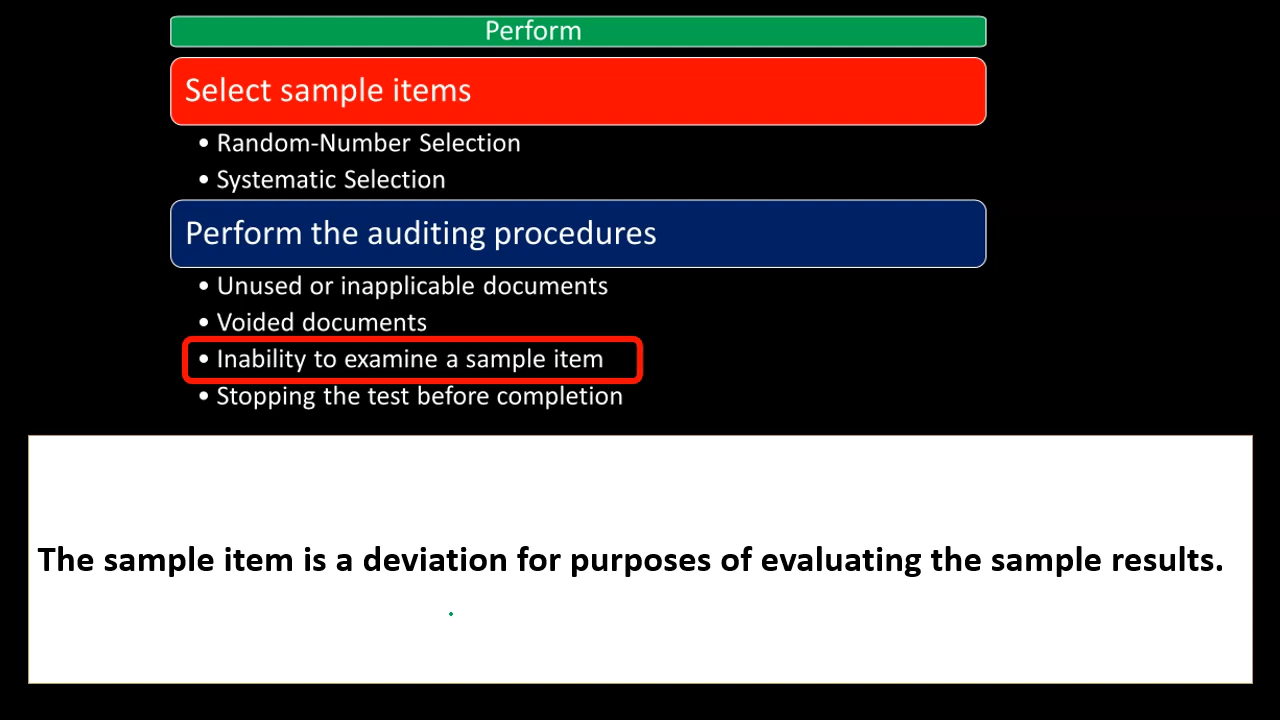 Perform
Select sample items
• Random-Number Selection
• Systematic Selection
Perform the auditing procedures
• Unused or inapplicable documents
• Voided documents
• Inability to examine a sample item
• Stopping the test before completion
The sample item is a deviation for purposes of evaluating the sample results.